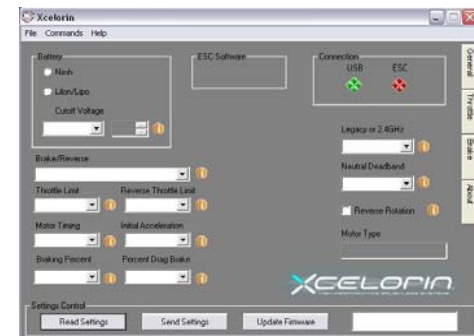 Xcelorin
File Commands Help
Battery
Nimh
LiIon/Lipo
Cutoff Voltage
ESC Software
Connection
USB ESC
General
Throttle
Brake
About
Legacy or 2.4GHz
Neutral Deadband
Reverse Rotation
Motor Type
Brake/Reverse
Throttle Limit Reverse Throttle Limit
Motor Timing Initial Acceleration
Braking Percent Percent Drag Brake
XCELORIN
Settings Control
Read Settings Send Settings Update Firmware